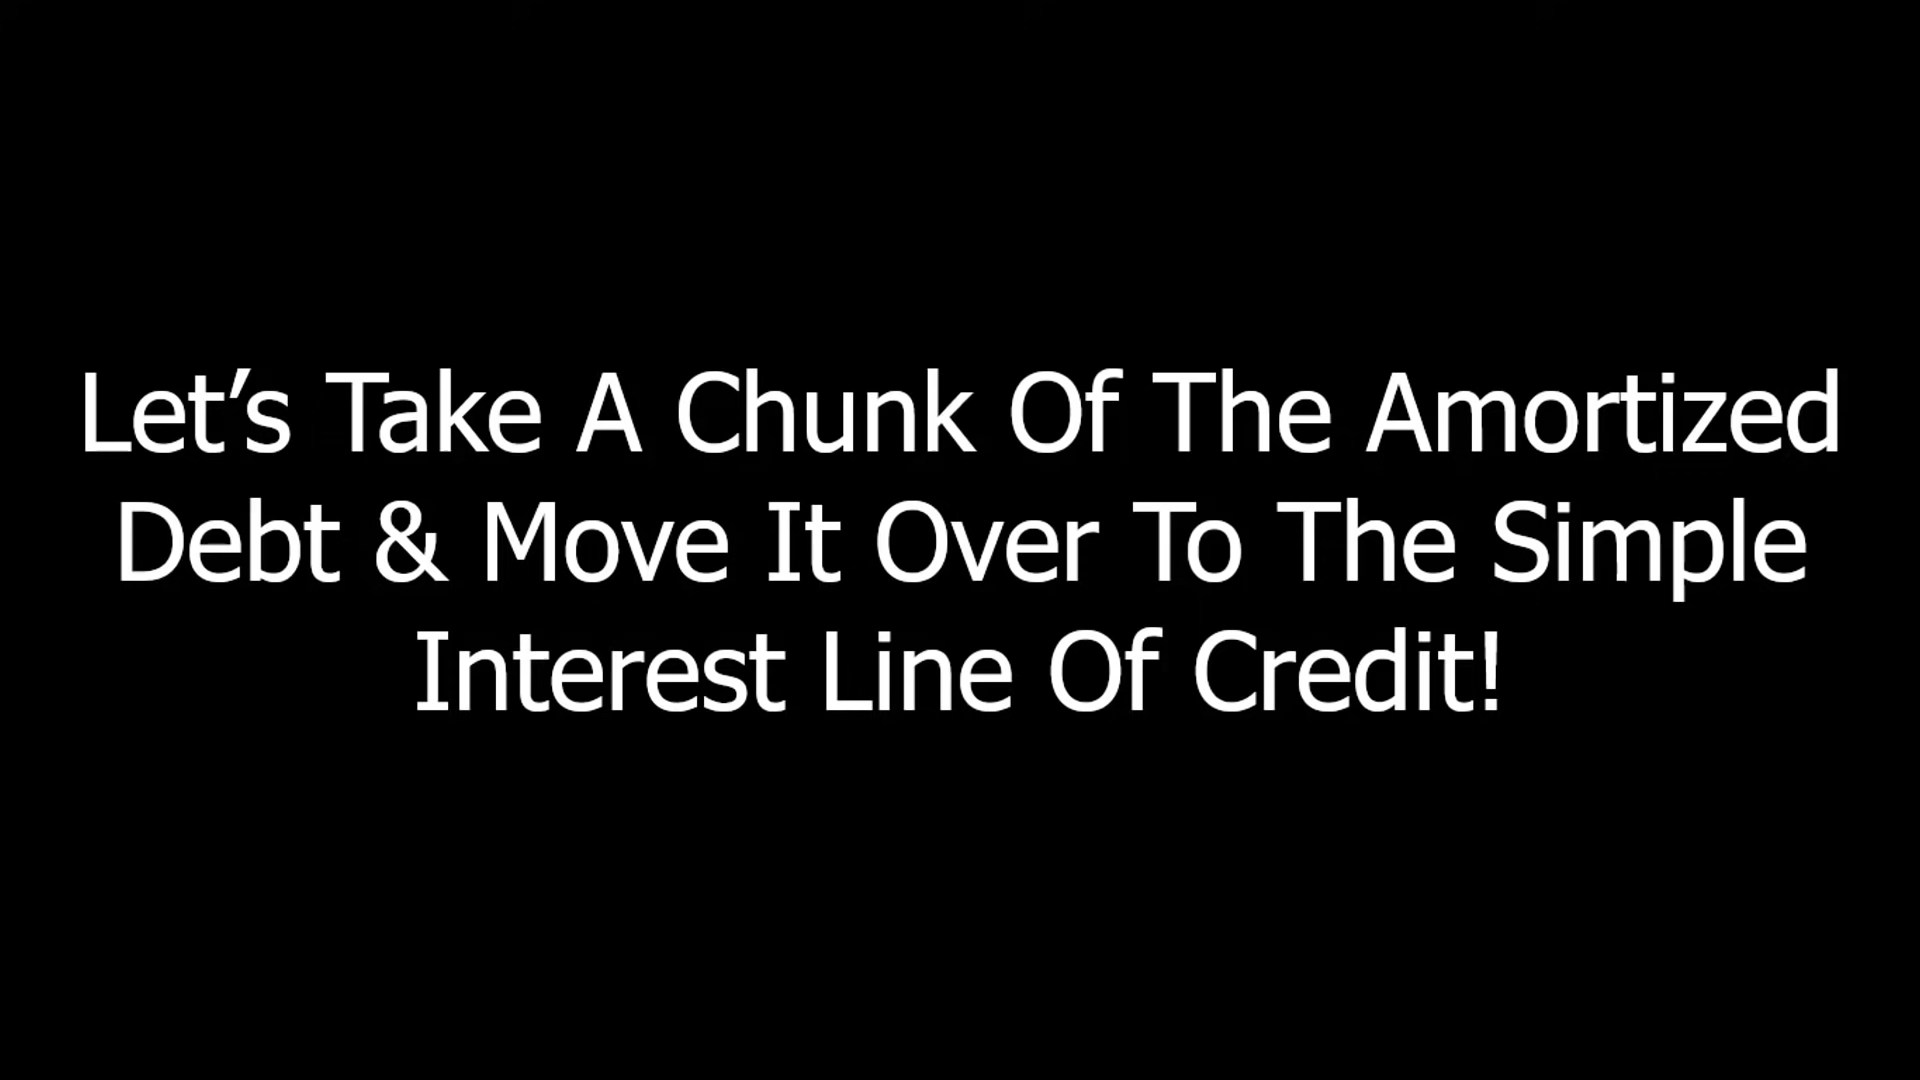 Let’s Take A Chunk Of The Amortized
Debt & Move It Over To The Simple
Interest Line Of Credit!